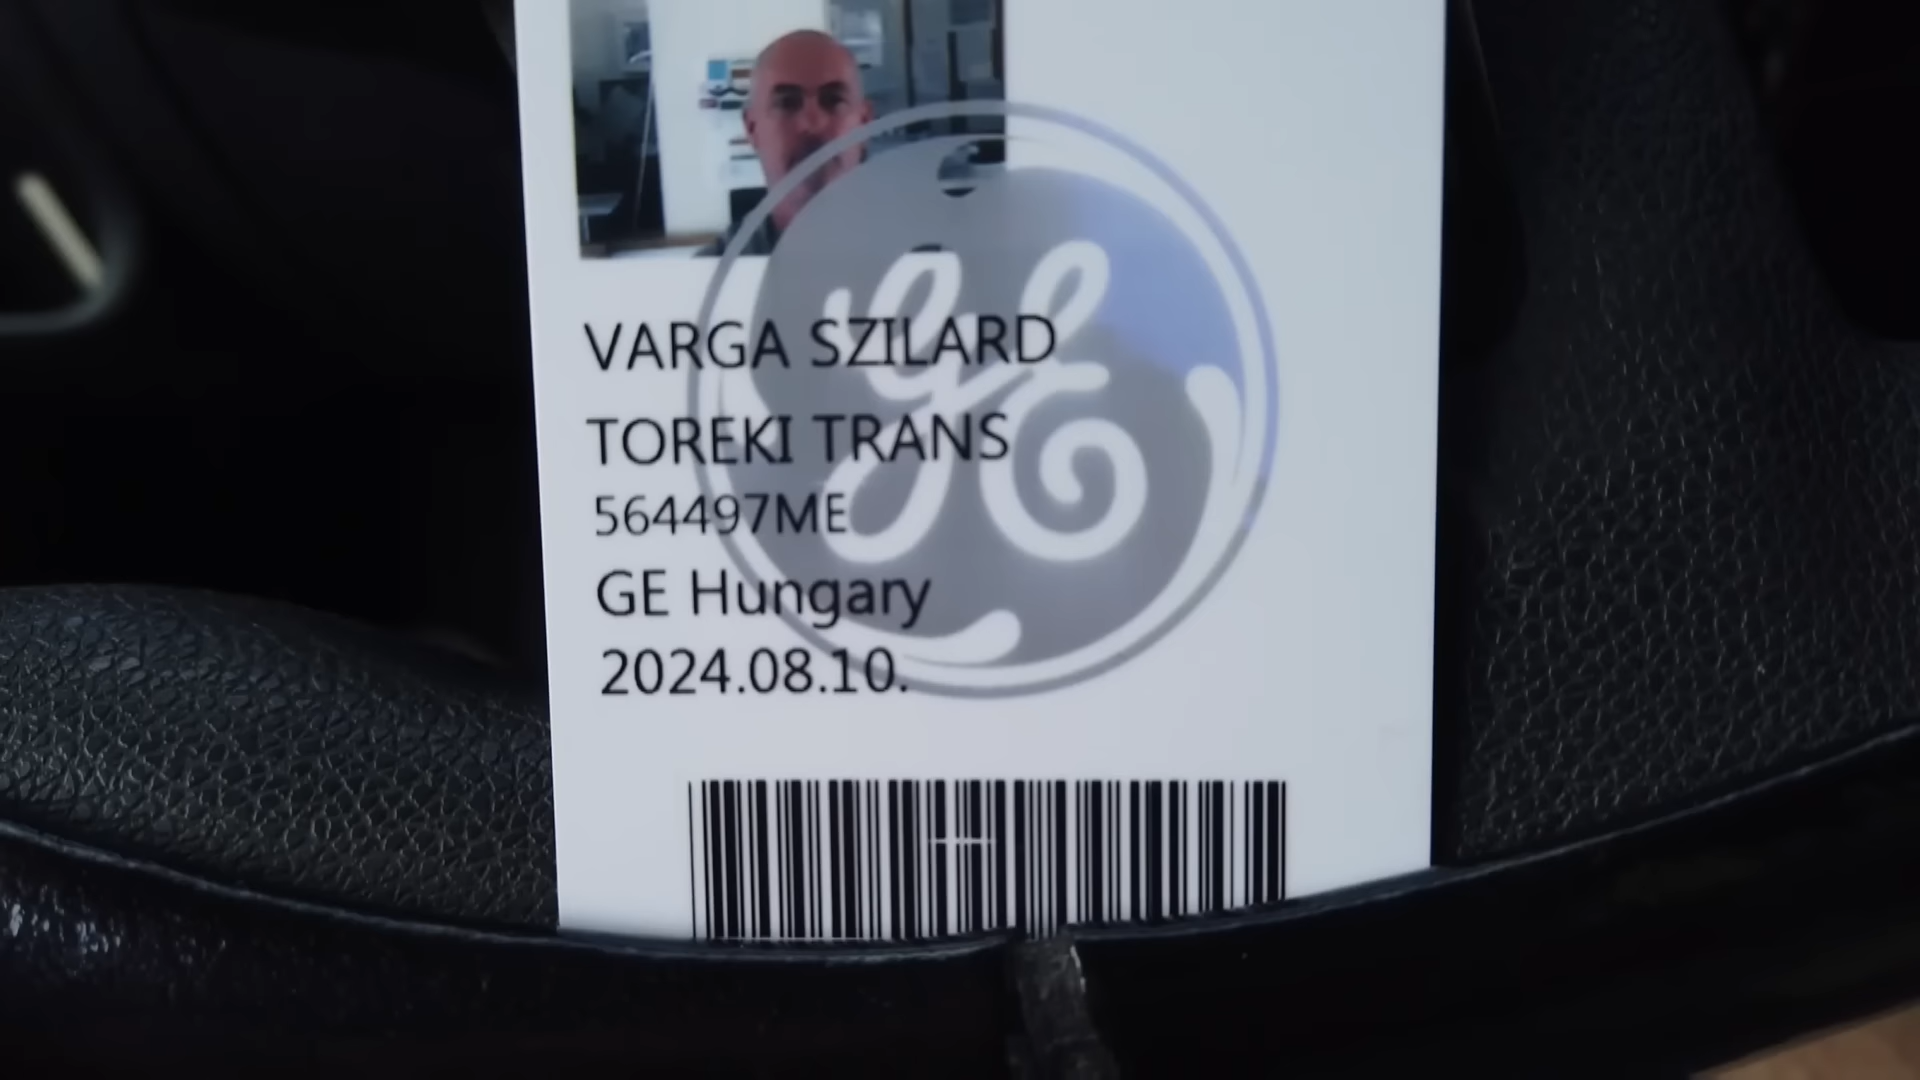 VARGA SZILARD
TOREKI TRANS
564497ME
GE Hungary
2024.08.10.